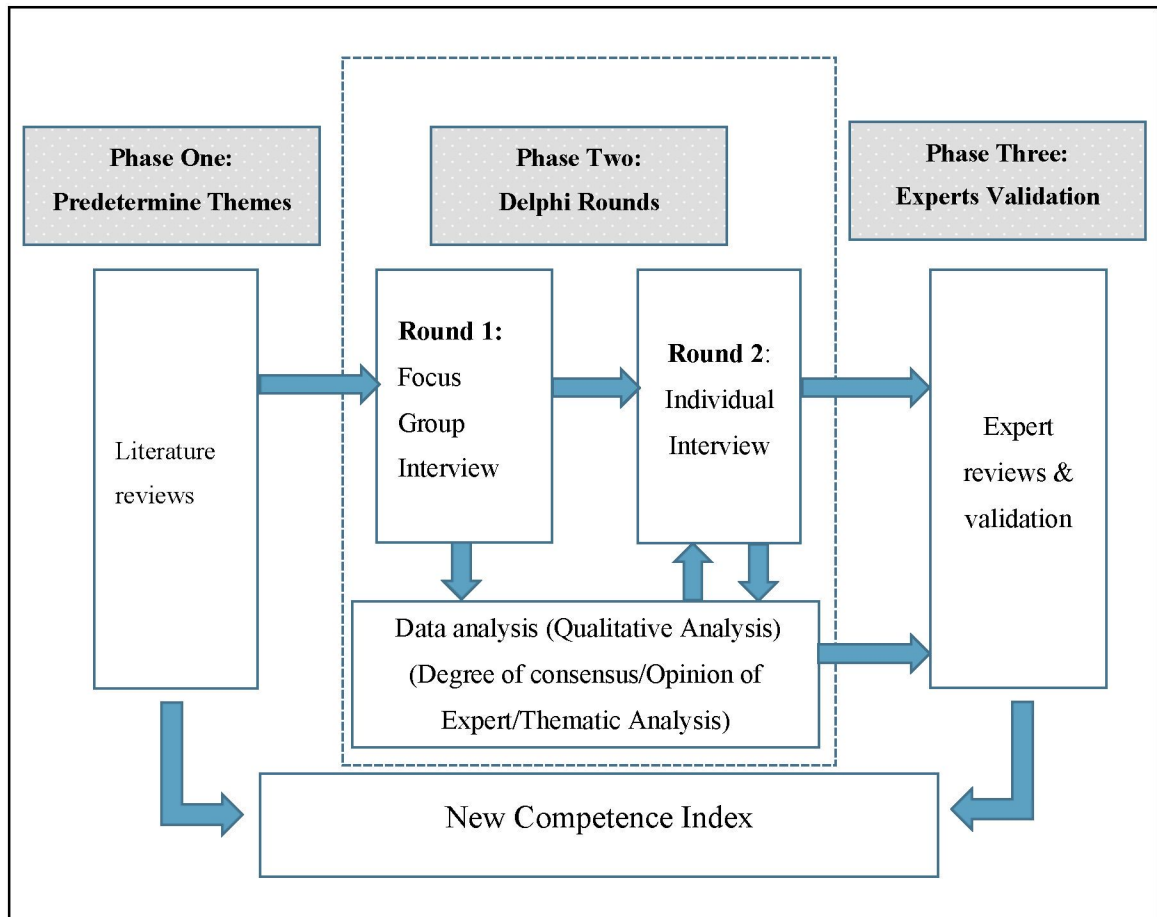 Phase One:
Predetermine Themes
Phase Two:
Delphi Rounds
Phase Three:
Experts Validation
Literature
reviews
Round 1:
Focus
Group
Interview
Round 2:
Individual
Interview
Expert
reviews &
validation
Data analysis (Qualitative Analysis)
(Degree of consensus/Opinion of
Expert/Thematic Analysis)
New Competence Index